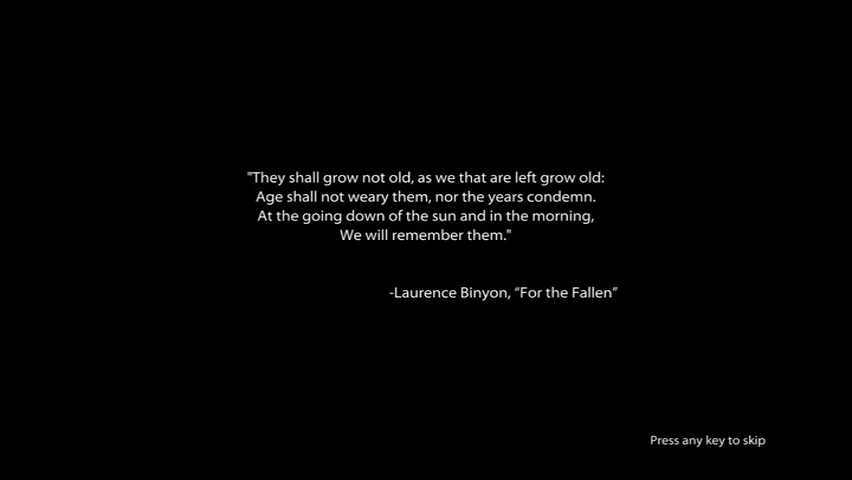 "They shall grow not old, as we that are left grow old:
Age shall not weary them, nor the years condemn.
At the going down of the sun and in the morning,
We will remember them."
-Laurence Binyon, “For the Fallen”
Press any key to skip